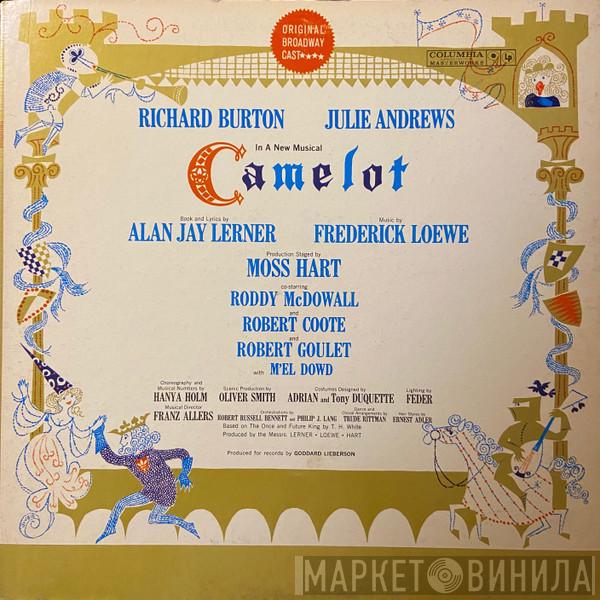 ORIGINAL
BROADWAY
CAST★★★★
COLUMBIA
MASTERWORKS
LP
RICHARD BURTON JULIE ANDREWS
In A New Musical
Camelot
Book and Lyrics by Music by
ALAN JAY LERNER FREDERICK LOEWE
Production Staged by
MOSS HART
co-starring
RODDY McDOWALL
and
ROBERT COOTE
and
ROBERT GOULET
with M'EL DOWD
Choreography and Musical Numbers by Scenic Production by Costumes Designed by Lighting by
HANYA HOLM OLIVER SMITH ADRIAN and Tony DUQUETTE FEDER
Musical Director Orchestrations by Dance and Choral Arrangements by Hair Styles by
FRANZ ALLERS ROBERT RUSSELL BENNETT and PHILIP J. LANG TRUDE RITTMAN ERNEST ADLER
Based on The Once and Future King by T. H. White
Produced by the Messrs. LERNER • LOEWE • HART
Produced for records by GODDARD LIEBERSON
МАРКЕТ ВИНИЛА